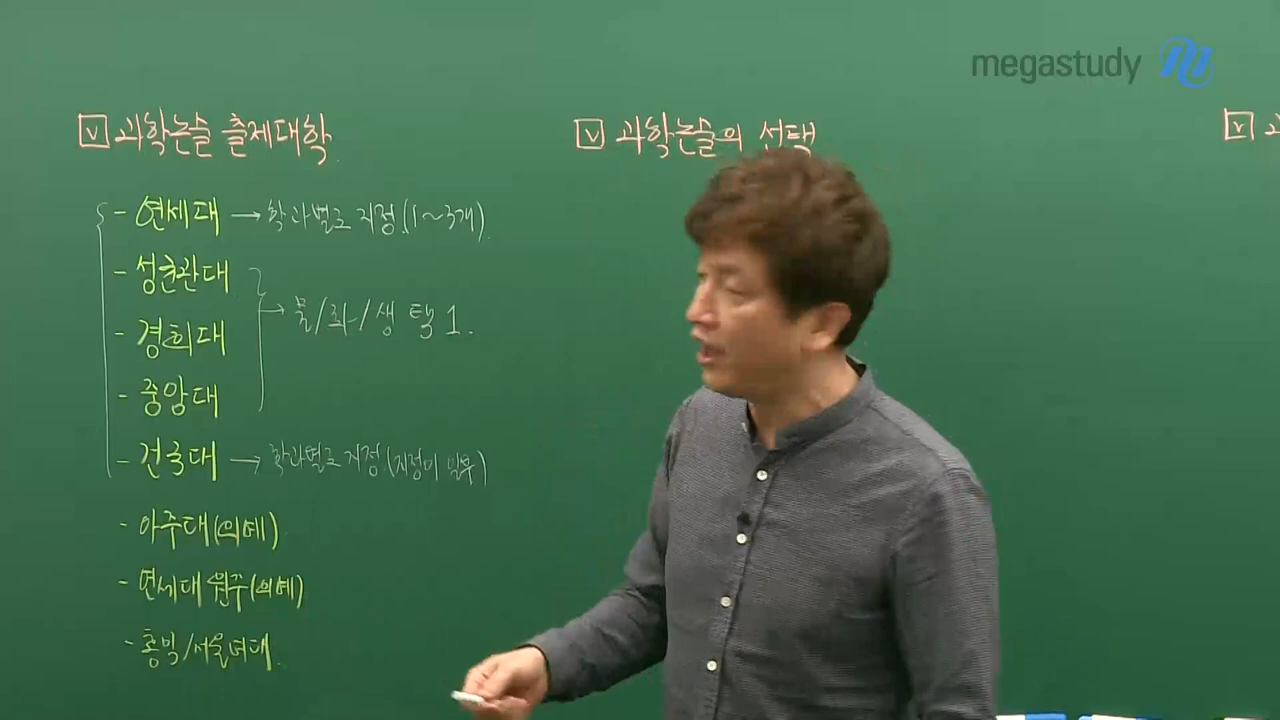 megastudy
☑ 과학논술 출제대학
- 연세대 → 학과별로 지정.(1~3개).
- 성균관대
- 경희대
→ 물/화/생 택1.
- 중앙대
- 건국대 → 학과별로 지정.(지정이 일부)
- 아주대(의예)
- 연세대 원주(의예)
- 홍익/서울여대.
☑ 과학논술의 선택
☑